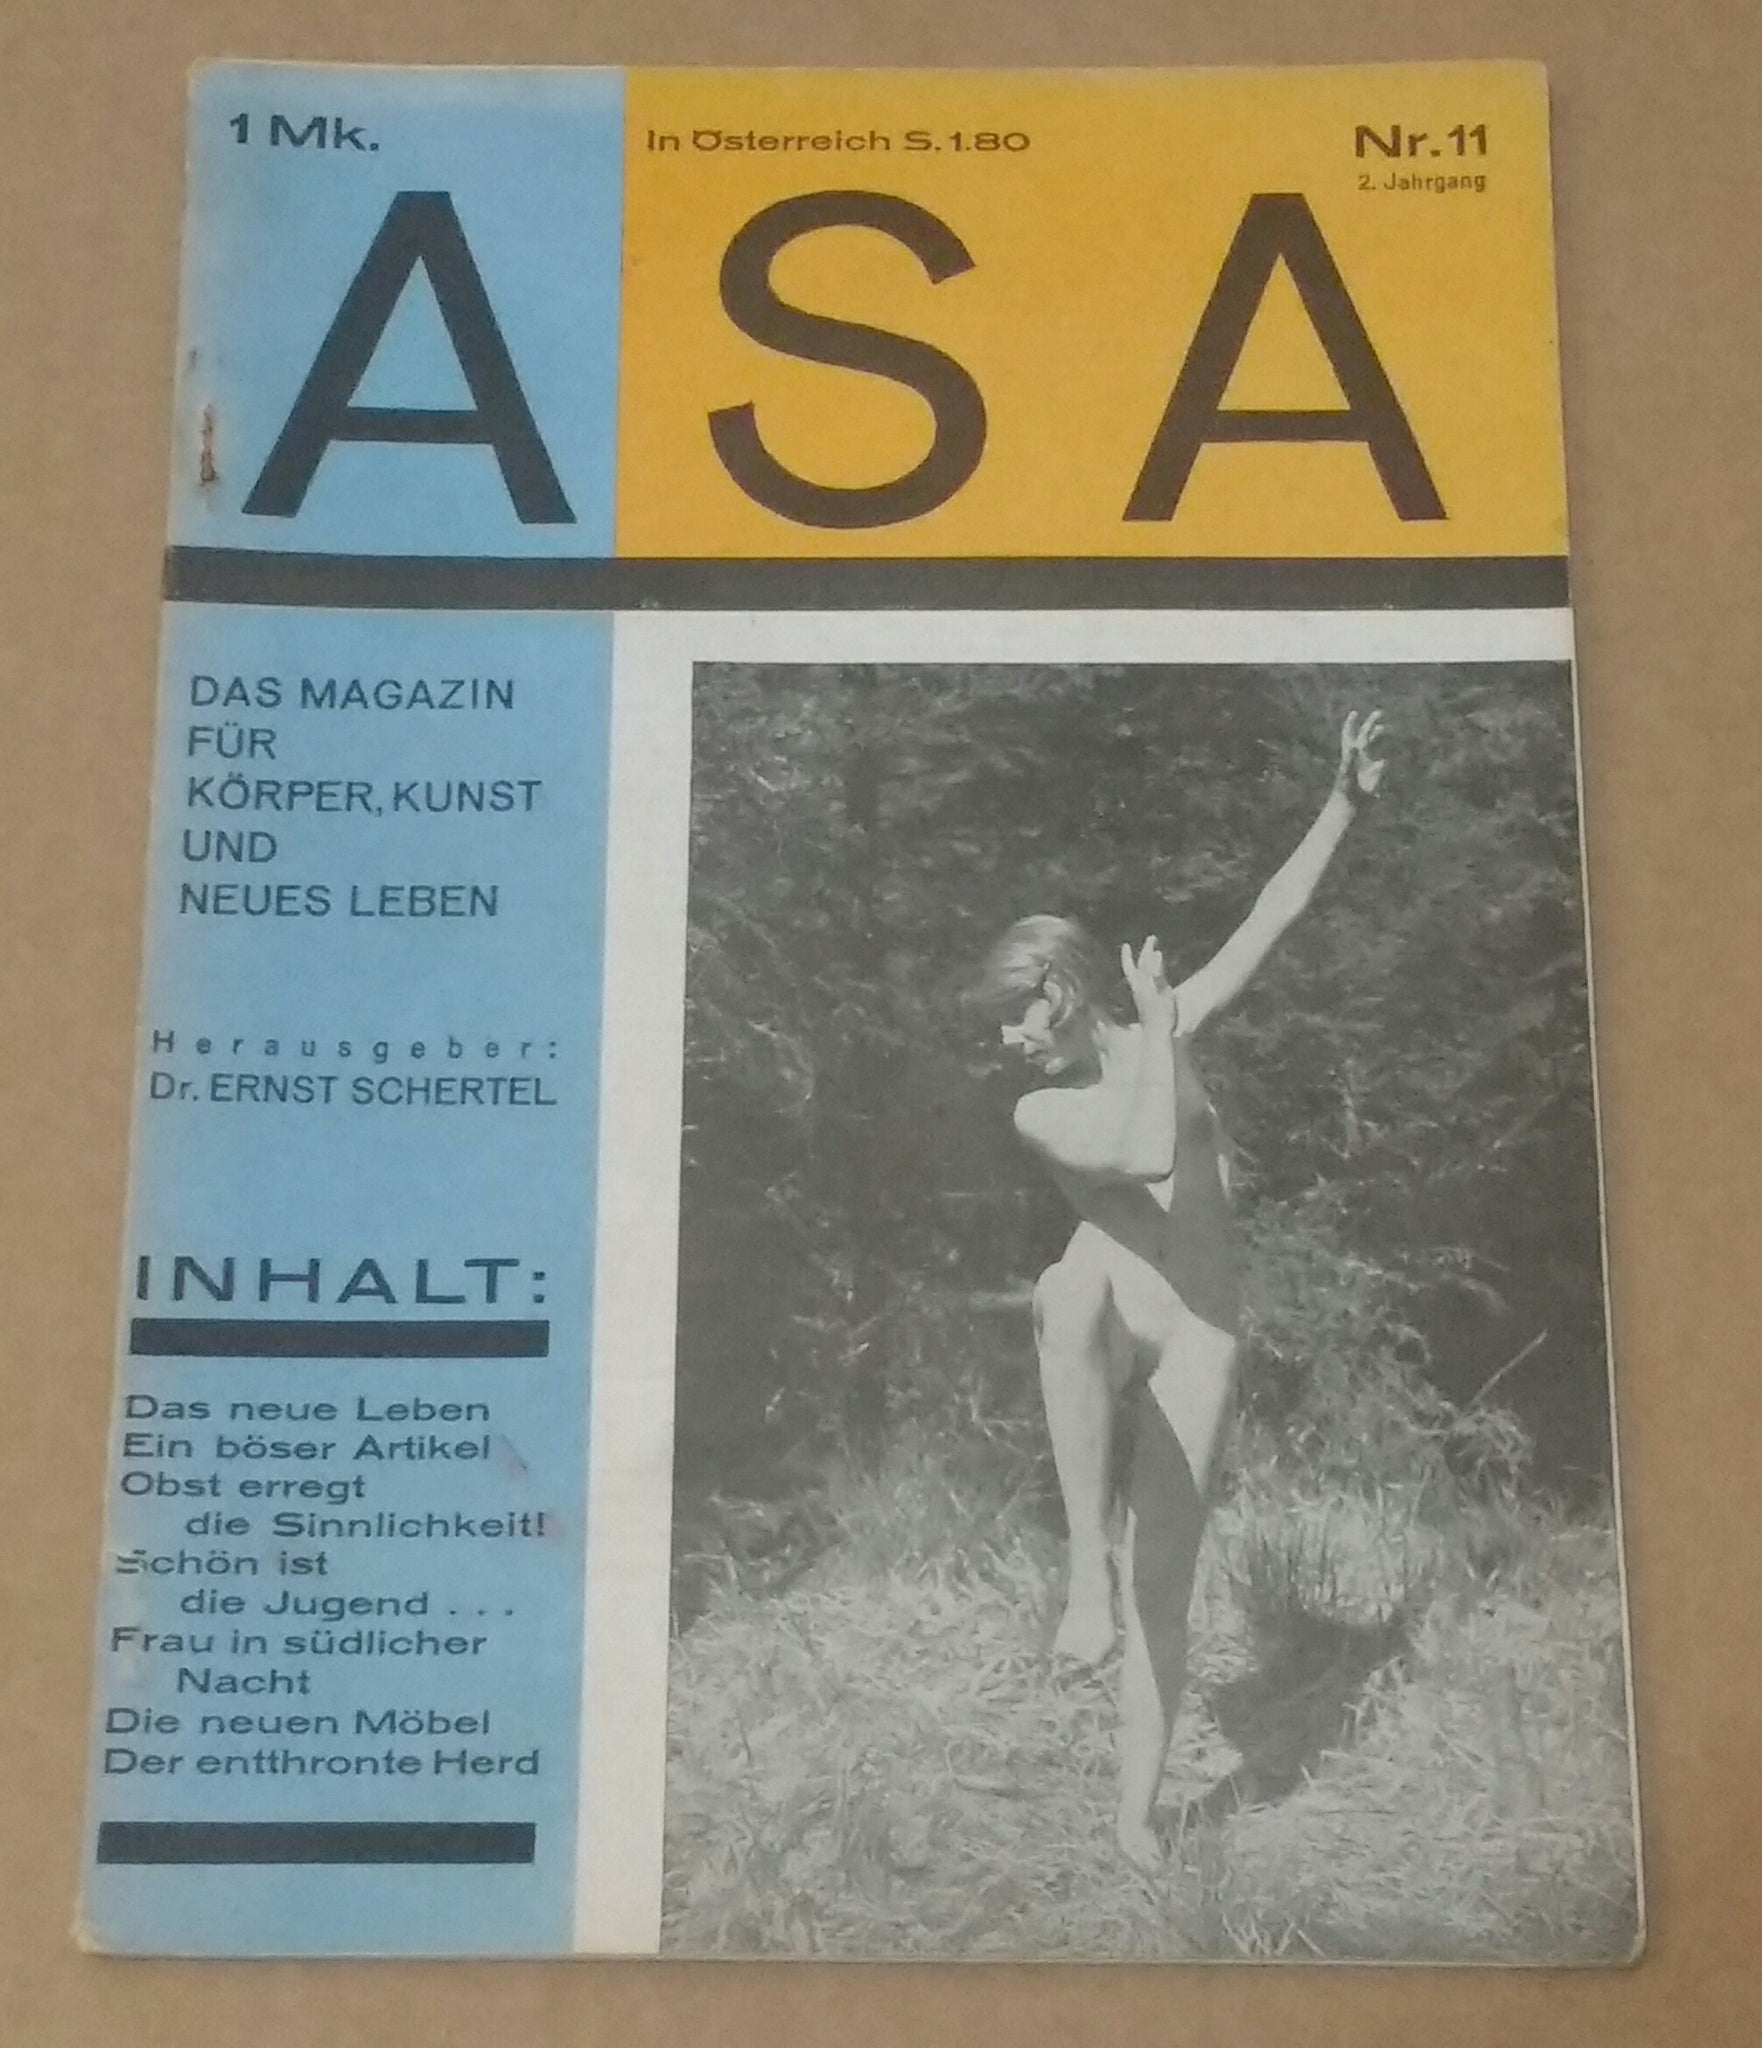 1 Mk.
In Österreich S. 1.80
Nr. 11
2. Jahrgang
ASA
DAS MAGAZIN
FÜR
KÖRPER, KUNST
UND
NEUES LEBEN
Herausgeber:
Dr. ERNST SCHERTEL
INHALT:
Das neue Leben
Ein böser Artikel
Obst erregt
die Sinnlichkeit!
Schön ist
die Jugend . . .
Frau in südlicher
Nacht
Die neuen Möbel
Der entthronte Herd